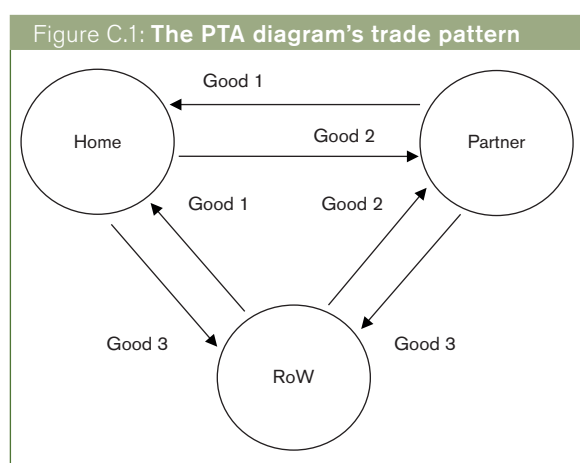 Figure C.1: The PTA diagram's trade pattern
Good 1
Home
Partner
Good 2
Good 1
Good 2
Good 3
Good 3
RoW